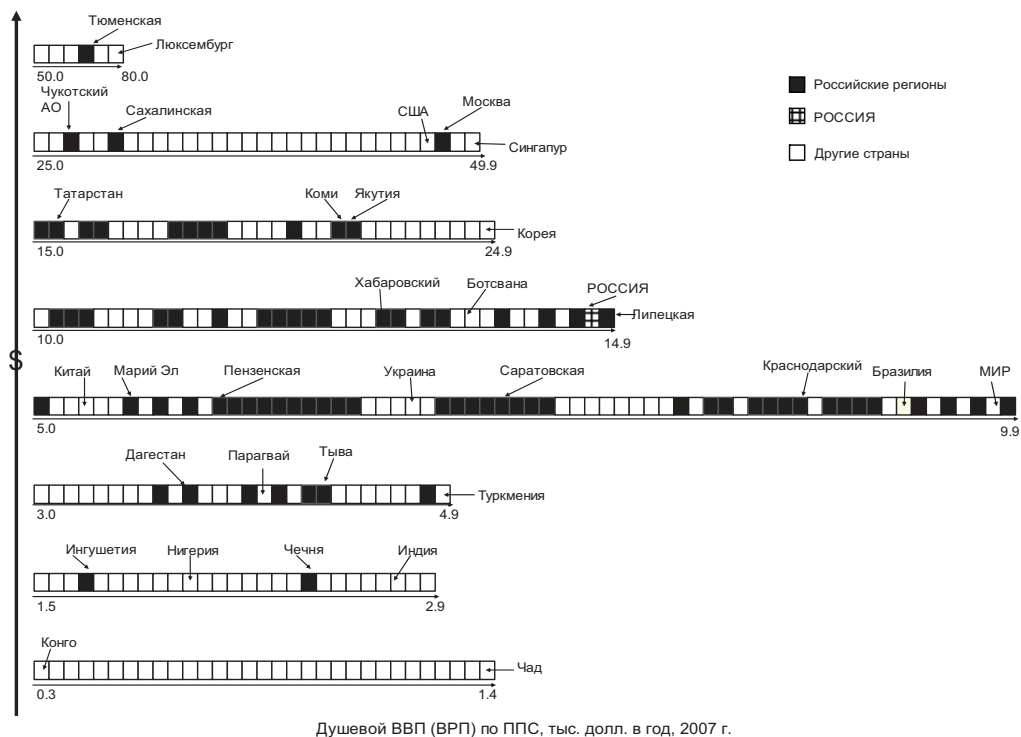 Тюменская
Люксембург
50.0
80.0
Чукотский
АО
Сахалинская
США
Москва
Сингапур
25.0
49.9
Российские регионы
РОССИЯ
Другие страны
Татарстан
Коми
Якутия
Корея
15.0
24.9
Хабаровский
Ботсвана
РОССИЯ
Липецкая
10.0
14.9
$
Китай
Марий Эл
Пензенская
Украина
Саратовская
Краснодарский
Бразилия
МИР
5.0
9.9
Дагестан
Парагвай
Тыва
Туркмения
3.0
4.9
Ингушетия
Нигерия
Чечня
Индия
1.5
2.9
Конго
Чад
0.3
1.4
Душевой ВВП (ВРП) по ППС, тыс. долл. в год, 2007 г.